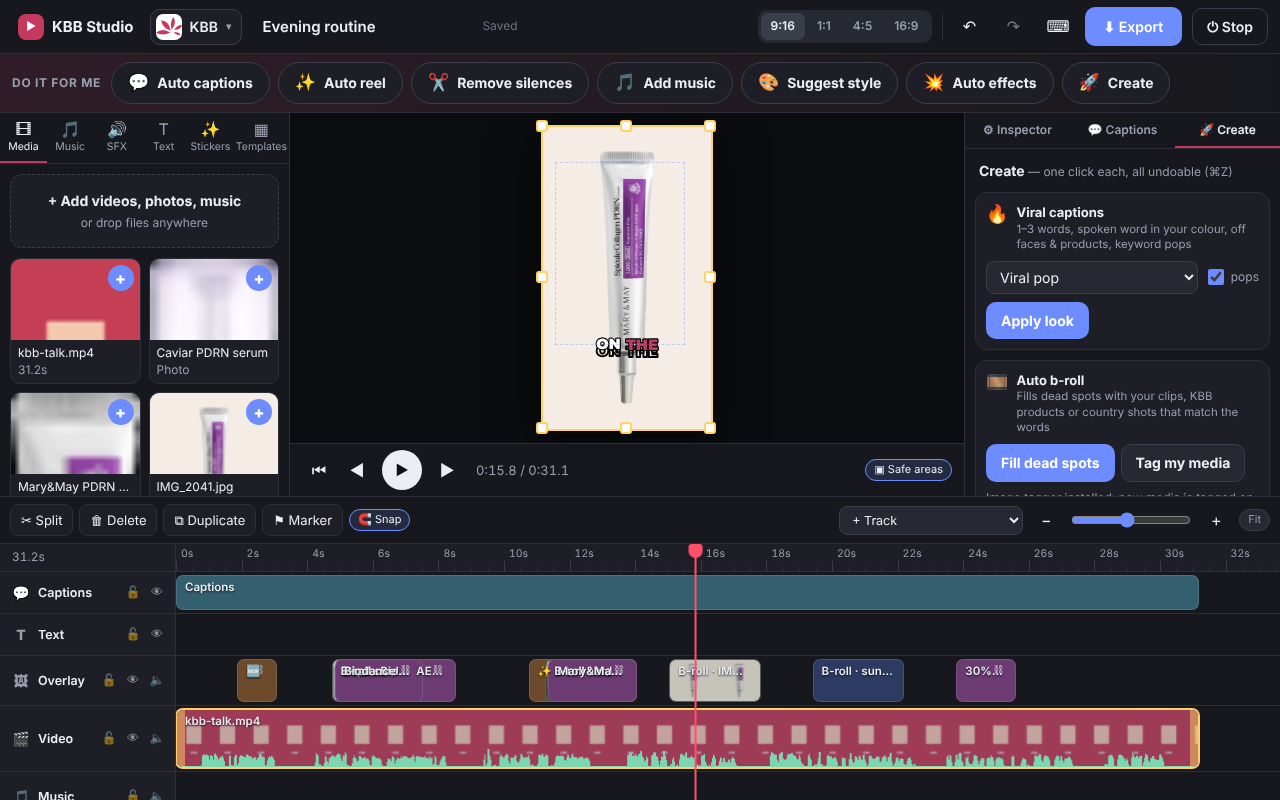 KBB Studio
KBB
Evening routine
Saved
9:16 1:1 4:5 16:9
Export
Stop
DO IT FOR ME
Auto captions
Auto reel
Remove silences
Add music
Suggest style
Auto effects
Create
Media
Music
SFX
Text
Stickers
Templates
+ Add videos, photos, music
or drop files anywhere
kbb-talk.mp4
31.2s
Caviar PDRN serum
Photo
Mary&May PDRN ...
IMG_2041.jpg
Spicule Collagen PDRN
MARY&MAY
ON THE
0:15.8 / 0:31.1
Safe areas
Inspector
Captions
Create
Create — one click each, all undoable (⌘Z)
Viral captions
1–3 words, spoken word in your colour, off
faces & products, keyword pops
Viral pop
pops
Apply look
Auto b-roll
Fills dead spots with your clips, KBB
products or country shots that match the
words
Fill dead spots
Tag my media
Split
Delete
Duplicate
Marker
Snap
+ Track
Fit
31.2s
0s 2s 4s 6s 8s 10s 12s 14s 16s 18s 20s 22s 24s 26s 28s 30s 32s
Captions
Captions
Text
Overlay
B-roll · IM...
B-roll · sun...
30%
Video
kbb-talk.mp4
Music